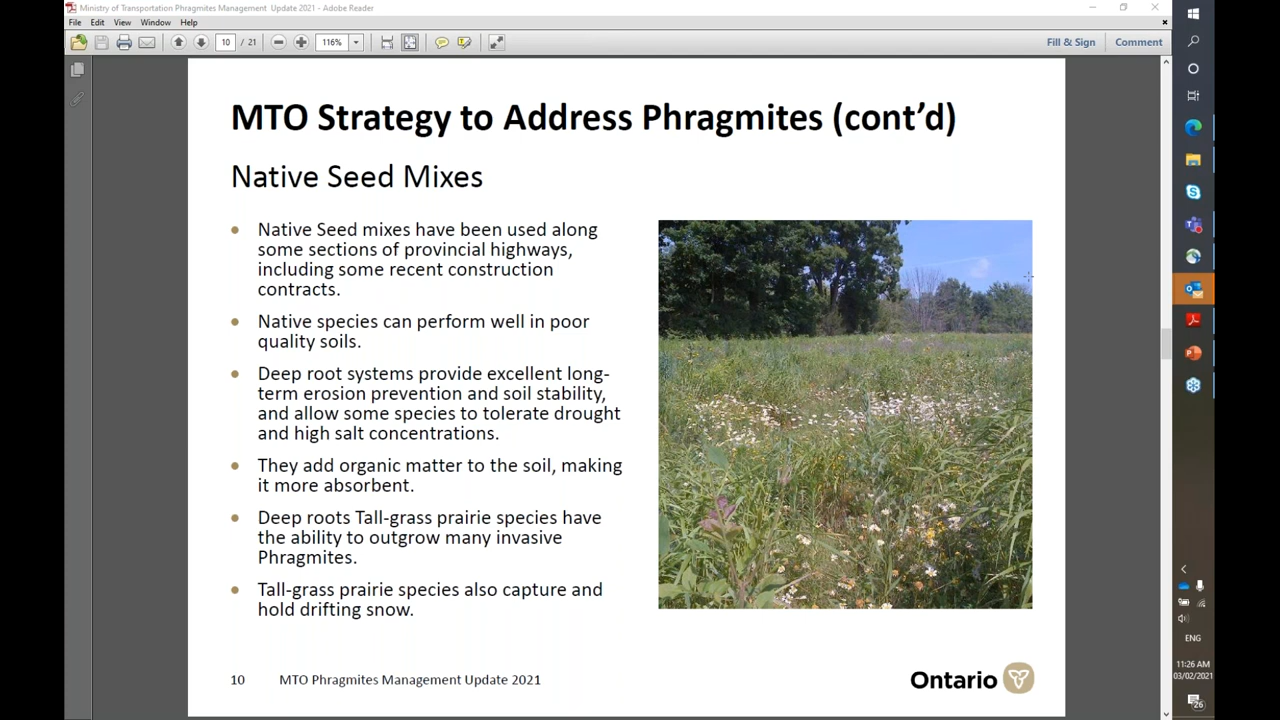 Ministry of Transportation Phragmites Management Update 2021 - Adobe Reader
File Edit View Window Help
10 / 21 116% Fill & Sign Comment
MTO Strategy to Address Phragmites (cont’d)
Native Seed Mixes
Native Seed mixes have been used along
some sections of provincial highways,
including some recent construction
contracts.
Native species can perform well in poor
quality soils.
Deep root systems provide excellent long-
term erosion prevention and soil stability,
and allow some species to tolerate drought
and high salt concentrations.
They add organic matter to the soil, making
it more absorbent.
Deep roots Tall-grass prairie species have
the ability to outgrow many invasive
Phragmites.
Tall-grass prairie species also capture and
hold drifting snow.
10 MTO Phragmites Management Update 2021
Ontario
ENG
11:26 AM
03/02/2021
26